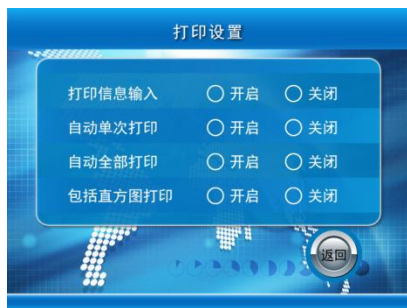 打印设置
打印信息输入 开启 关闭
自动单次打印 开启 关闭
自动全部打印 开启 关闭
包括直方图打印 开启 关闭
返回